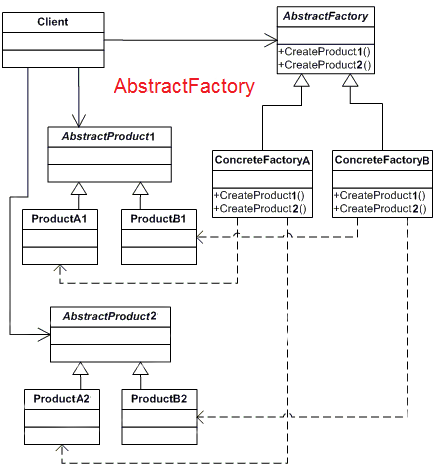 Client
AbstractFactory
+CreateProduct1()
+CreateProduct2()
AbstractFactory
AbstractProduct1
ConcreteFactoryA
+CreateProduct1()
+CreateProduct2()
ConcreteFactoryB
+CreateProduct1()
+CreateProduct2()
ProductA1
ProductB1
AbstractProduct2
ProductA2
ProductB2